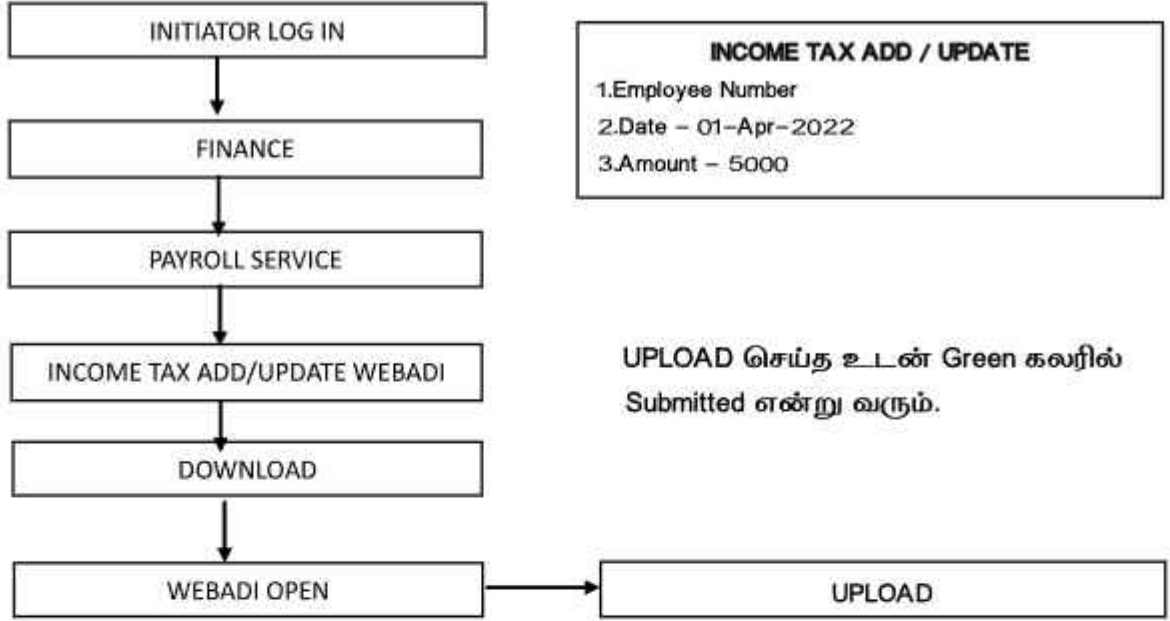 INITIATOR LOG IN
FINANCE
PAYROLL SERVICE
INCOME TAX ADD/UPDATE WEBADI
DOWNLOAD
WEBADI OPEN
UPLOAD
INCOME TAX ADD / UPDATE
1.Employee Number
2.Date – 01-Apr-2022
3.Amount – 5000
UPLOAD செய்த உடன் Green கலரில்
Submitted என்று வரும்.